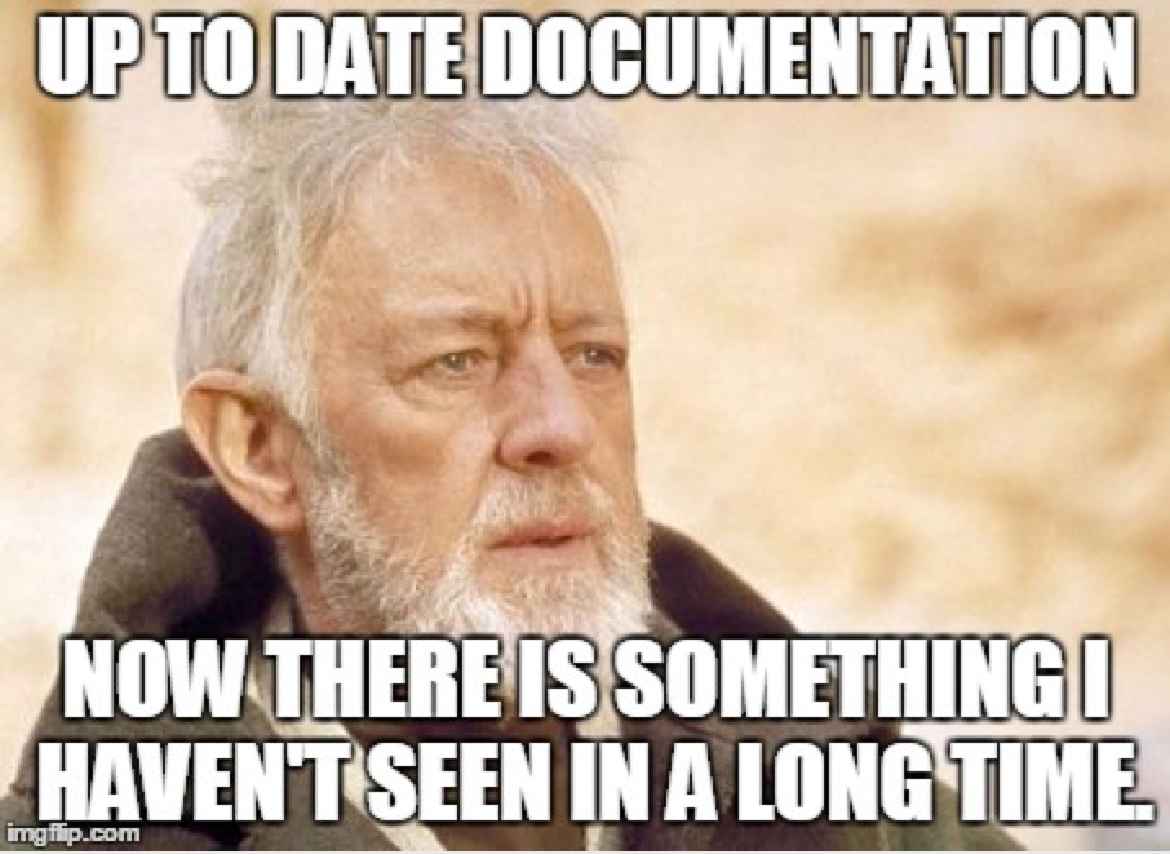 UP TO DATE DOCUMENTATION
NOW THERE IS SOMETHING I
HAVEN'T SEEN IN A LONG TIME.
imgflip.com